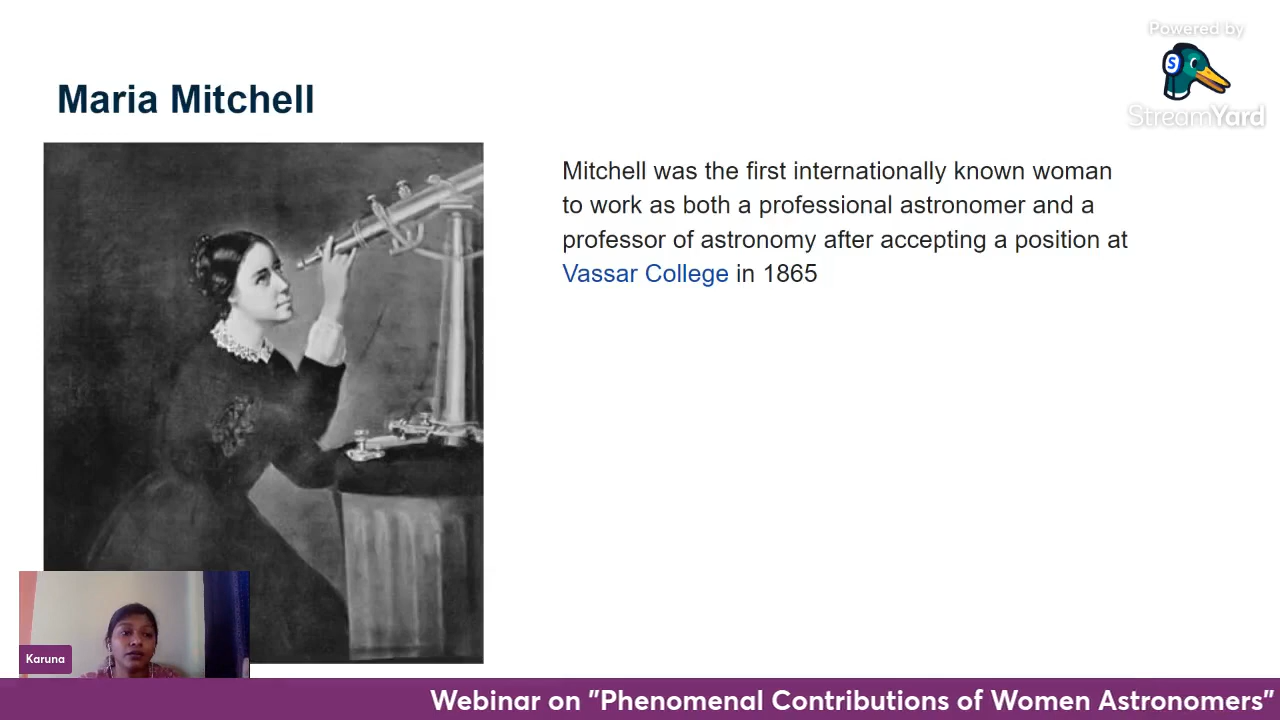 Powered by
S
StreamYard
Maria Mitchell
Mitchell was the first internationally known woman
to work as both a professional astronomer and a
professor of astronomy after accepting a position at
Vassar College in 1865
Karuna
Webinar on "Phenomenal Contributions of Women Astronomers"